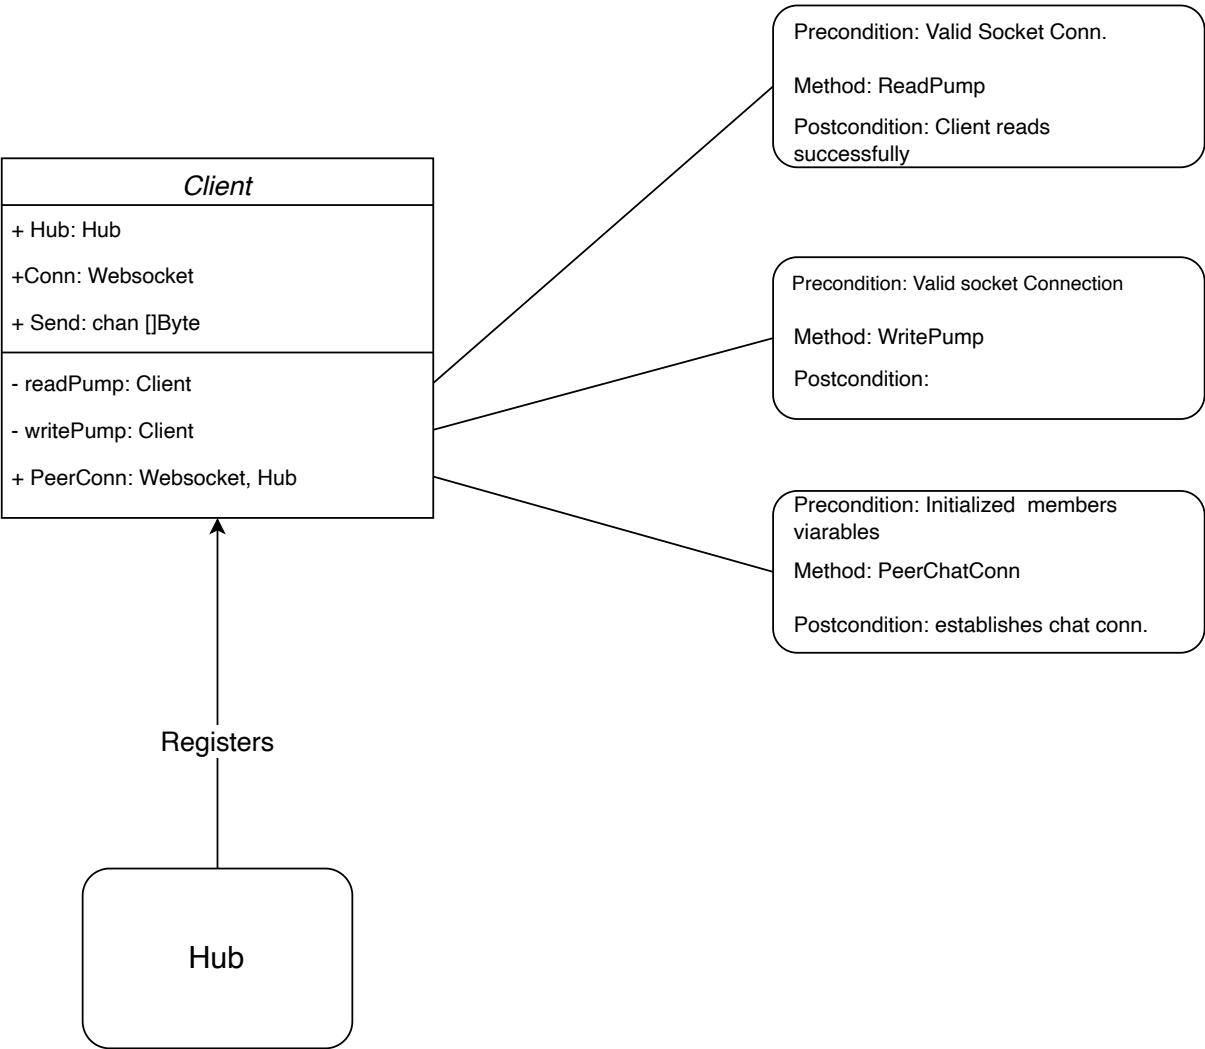 Precondition: Valid Socket Conn.
Method: ReadPump
Postcondition: Client reads
successfully
Client
+ Hub: Hub
+Conn: Websocket
+ Send: chan []Byte
- readPump: Client
- writePump: Client
+ PeerConn: Websocket, Hub
Precondition: Valid socket Connection
Method: WritePump
Postcondition:
Precondition: Initialized  members
viarables
Method: PeerChatConn
Postcondition: establishes chat conn.
Registers
Hub